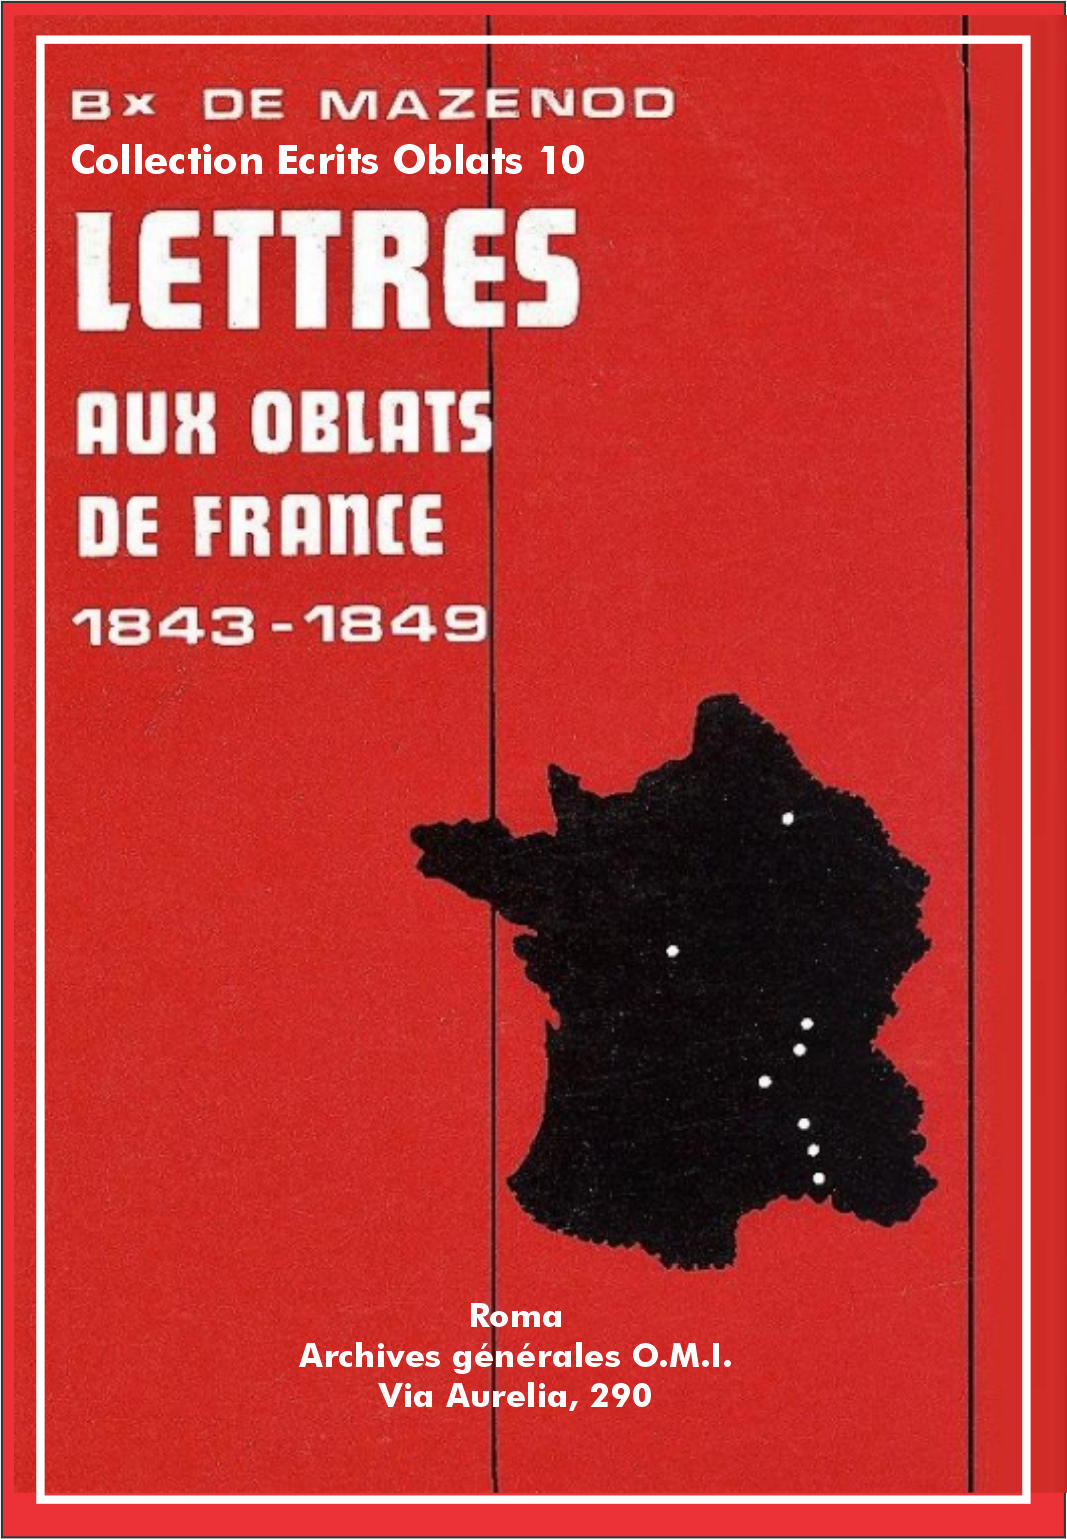 Bx DE MAZENOD
Collection Ecrits Oblats 10
LETTRES
AUX OBLATS
DE FRANCE
1843-1849
Roma
Archives générales O.M.I.
Via Aurelia, 290